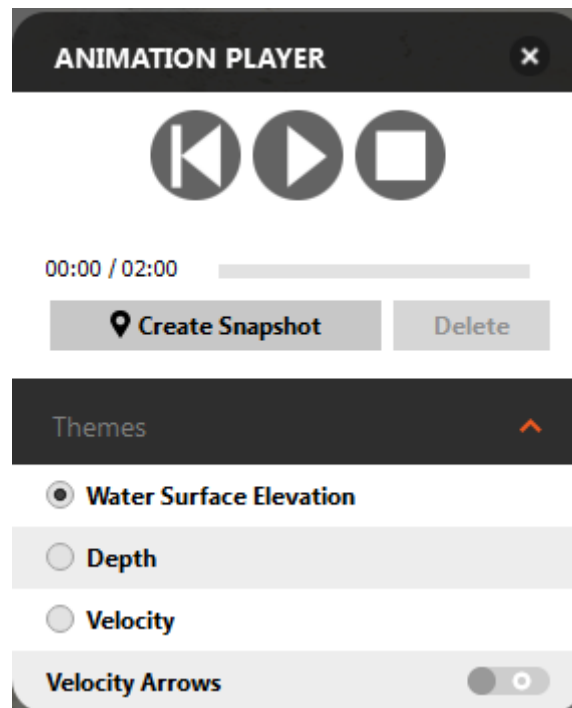 ANIMATION PLAYER
00:00 / 02:00
Create Snapshot Delete
Themes
Water Surface Elevation
Depth
Velocity
Velocity Arrows